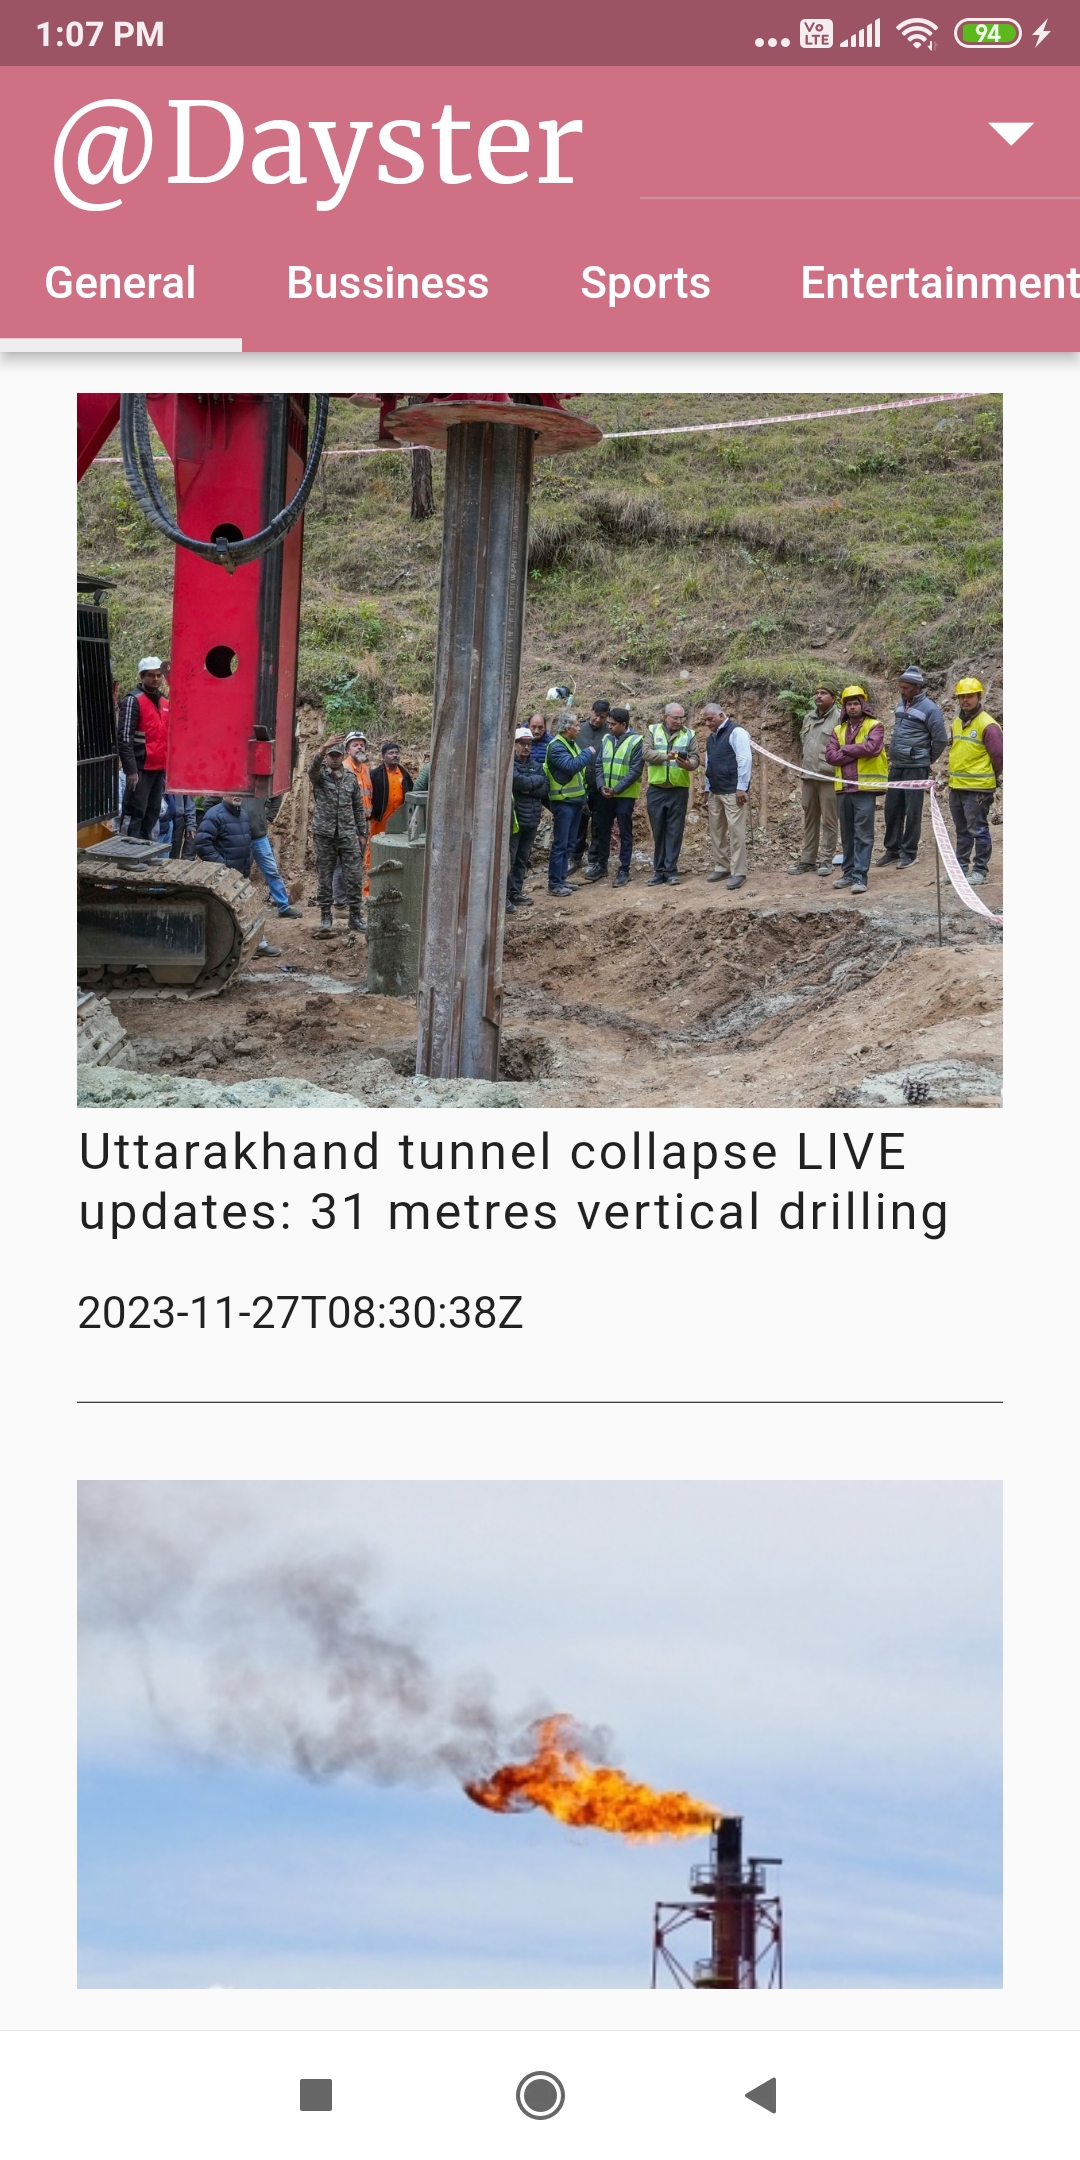 1:07 PM
Vo LTE
94
@Dayster
General Bussiness Sports Entertainment
Uttarakhand tunnel collapse LIVE
updates: 31 metres vertical drilling
2023-11-27T08:30:38Z